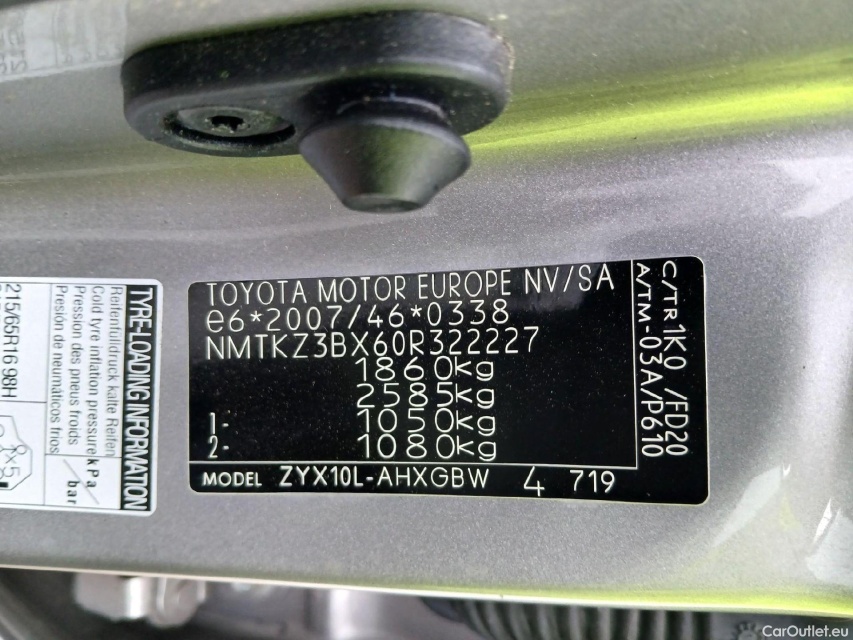 TOYOTA MOTOR EUROPE NV/SA
e6*2007/46*0338
NMTKZ3BX60R322227
1860kg
2585kg
1- 1050kg
2- 1080kg
MODEL ZYX10L-AHXGBW 4 719
C/TR 1K0 /FD20
A/TM-03A/P610
TYRE-LOADING INFORMATION
Reifenfülldruck kalte Reifen
Cold tyre inflation pressure
Pression des pneus froids
Presión de neumáticos fríos
kPa/bar
215/65R16 98H
x5
CarOutlet.eu